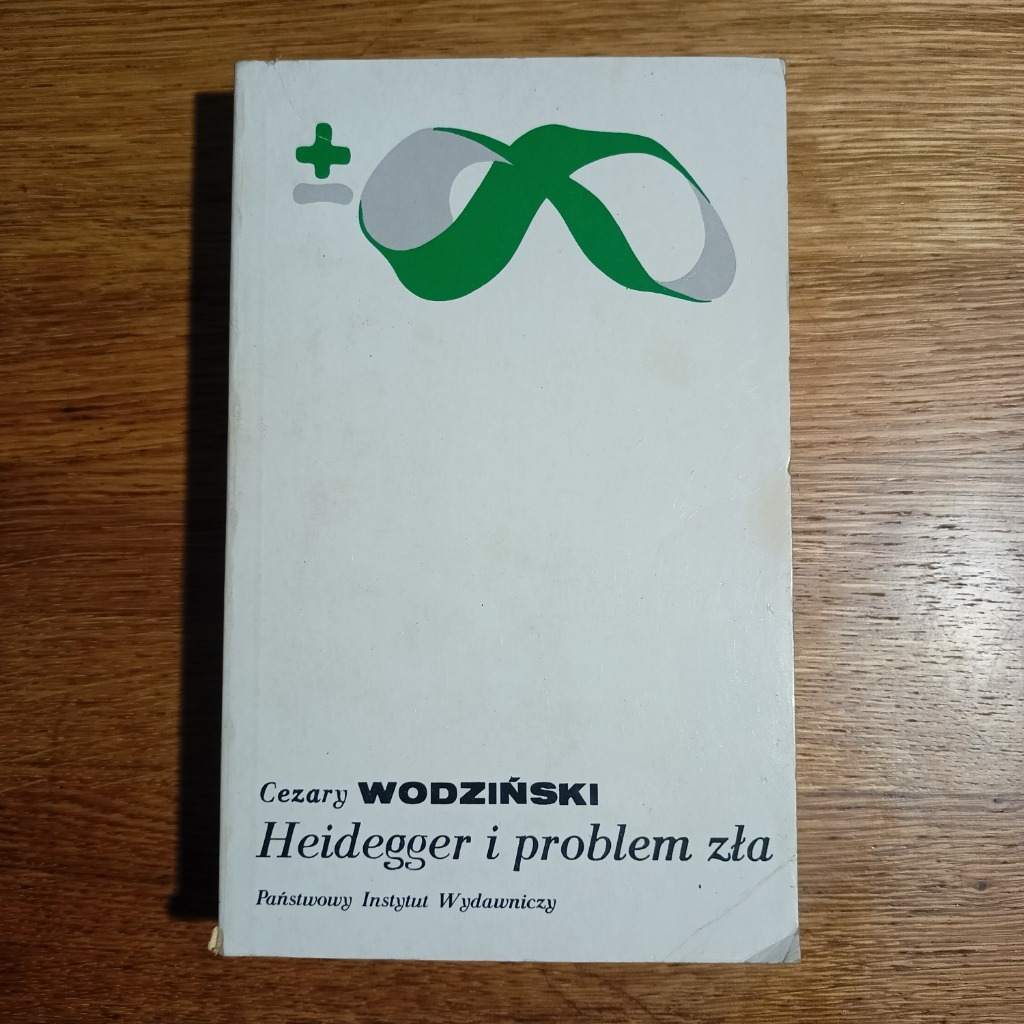 ±∞
Cezary WODZIŃSKI
Heidegger i problem zła
Państwowy Instytut Wydawniczy